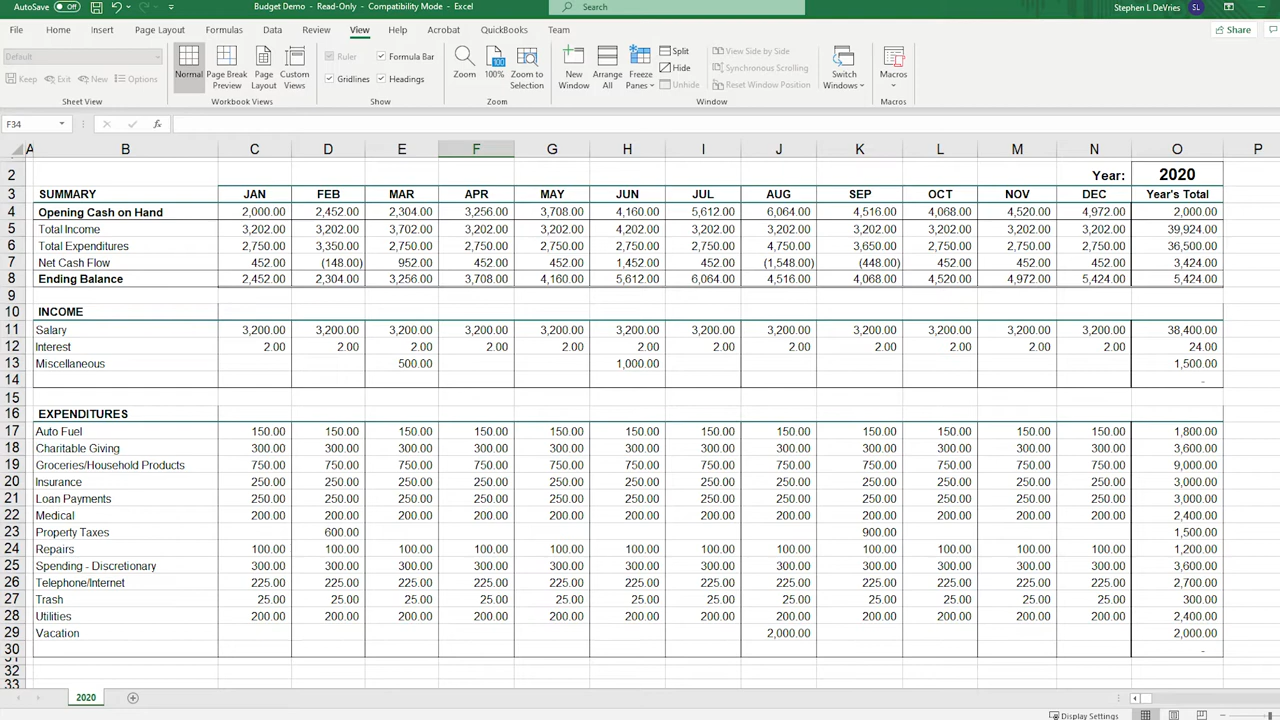 AutoSave Off Budget Demo - Read-Only - Compatibility Mode - Excel Search Stephen L DeVries SL
File Home Insert Page Layout Formulas Data Review View Help Acrobat QuickBooks Team Share
Default
Keep Exit New Options
Sheet View
Normal Page Break Preview Page Layout Custom Views
Workbook Views
Ruler Formula Bar
Gridlines Headings
Show
Zoom 100% Zoom to Selection
Zoom
New Window Arrange All Freeze Panes
Split View Side by Side
Hide Synchronous Scrolling
Unhide Reset Window Position
Window
Switch Windows
Macros
Macros
F34 fx
A B C D E F G H I J K L M N O P
2 Year: 2020
3 SUMMARY JAN FEB MAR APR MAY JUN JUL AUG SEP OCT NOV DEC Year's Total
4 Opening Cash on Hand 2,000.00 2,452.00 2,304.00 3,256.00 3,708.00 4,160.00 5,612.00 6,064.00 4,516.00 4,068.00 4,520.00 4,972.00 2,000.00
5 Total Income 3,202.00 3,202.00 3,702.00 3,202.00 3,202.00 4,202.00 3,202.00 3,202.00 3,202.00 3,202.00 3,202.00 3,202.00 39,924.00
6 Total Expenditures 2,750.00 3,350.00 2,750.00 2,750.00 2,750.00 2,750.00 2,750.00 4,750.00 3,650.00 2,750.00 2,750.00 2,750.00 36,500.00
7 Net Cash Flow 452.00 (148.00) 952.00 452.00 452.00 1,452.00 452.00 (1,548.00) (448.00) 452.00 452.00 452.00 3,424.00
8 Ending Balance 2,452.00 2,304.00 3,256.00 3,708.00 4,160.00 5,612.00 6,064.00 4,516.00 4,068.00 4,520.00 4,972.00 5,424.00 5,424.00
9
10 INCOME
11 Salary 3,200.00 3,200.00 3,200.00 3,200.00 3,200.00 3,200.00 3,200.00 3,200.00 3,200.00 3,200.00 3,200.00 3,200.00 38,400.00
12 Interest 2.00 2.00 2.00 2.00 2.00 2.00 2.00 2.00 2.00 2.00 2.00 2.00 24.00
13 Miscellaneous 500.00 1,000.00 1,500.00
14 -
15
16 EXPENDITURES
17 Auto Fuel 150.00 150.00 150.00 150.00 150.00 150.00 150.00 150.00 150.00 150.00 150.00 150.00 1,800.00
18 Charitable Giving 300.00 300.00 300.00 300.00 300.00 300.00 300.00 300.00 300.00 300.00 300.00 300.00 3,600.00
19 Groceries/Household Products 750.00 750.00 750.00 750.00 750.00 750.00 750.00 750.00 750.00 750.00 750.00 750.00 9,000.00
20 Insurance 250.00 250.00 250.00 250.00 250.00 250.00 250.00 250.00 250.00 250.00 250.00 250.00 3,000.00
21 Loan Payments 250.00 250.00 250.00 250.00 250.00 250.00 250.00 250.00 250.00 250.00 250.00 250.00 3,000.00
22 Medical 200.00 200.00 200.00 200.00 200.00 200.00 200.00 200.00 200.00 200.00 200.00 200.00 2,400.00
23 Property Taxes 600.00 900.00 1,500.00
24 Repairs 100.00 100.00 100.00 100.00 100.00 100.00 100.00 100.00 100.00 100.00 100.00 100.00 1,200.00
25 Spending - Discretionary 300.00 300.00 300.00 300.00 300.00 300.00 300.00 300.00 300.00 300.00 300.00 300.00 3,600.00
26 Telephone/Internet 225.00 225.00 225.00 225.00 225.00 225.00 225.00 225.00 225.00 225.00 225.00 225.00 2,700.00
27 Trash 25.00 25.00 25.00 25.00 25.00 25.00 25.00 25.00 25.00 25.00 25.00 25.00 300.00
28 Utilities 200.00 200.00 200.00 200.00 200.00 200.00 200.00 200.00 200.00 200.00 200.00 200.00 2,400.00
29 Vacation 2,000.00 2,000.00
30 -
31
32
33
2020
Display Settings